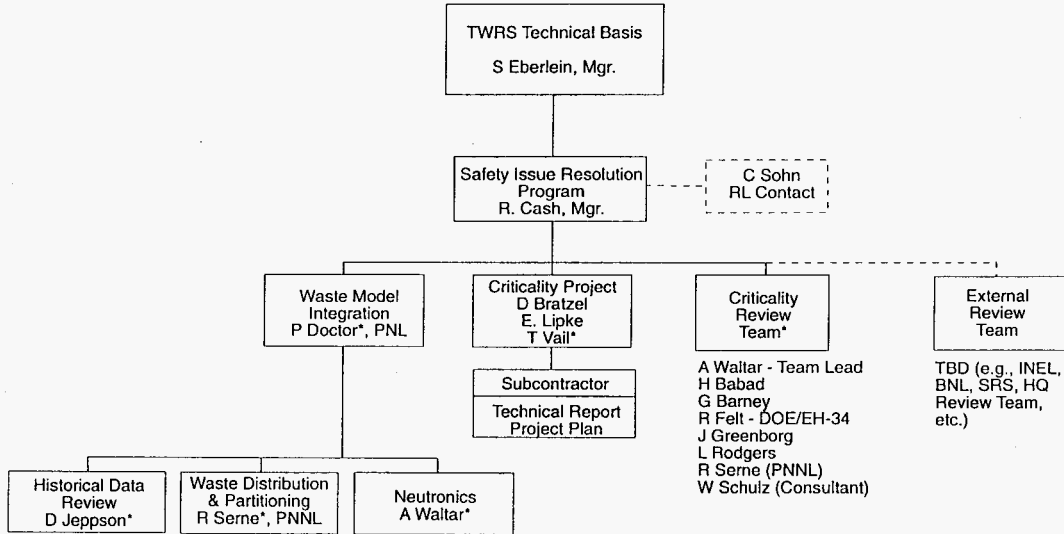 TWRS Technical Basis
S Eberlein, Mgr.
Safety Issue Resolution
Program
R. Cash, Mgr.
C Sohn
RL Contact
Waste Model
Integration
P Doctor*, PNL
Criticality Project
D Bratzel
E. Lipke
T Vail*
Subcontractor
Technical Report
Project Plan
Criticality
Review
Team*
A Waltar - Team Lead
H Babad
G Barney
R Felt - DOE/EH-34
J Greenborg
L Rodgers
R Serne (PNNL)
W Schulz (Consultant)
External
Review
Team
TBD (e.g., INEL,
BNL, SRS, HQ
Review Team,
etc.)
Historical Data
Review
D Jeppson*
Waste Distribution
& Partitioning
R Serne*, PNNL
Neutronics
A Waltar*